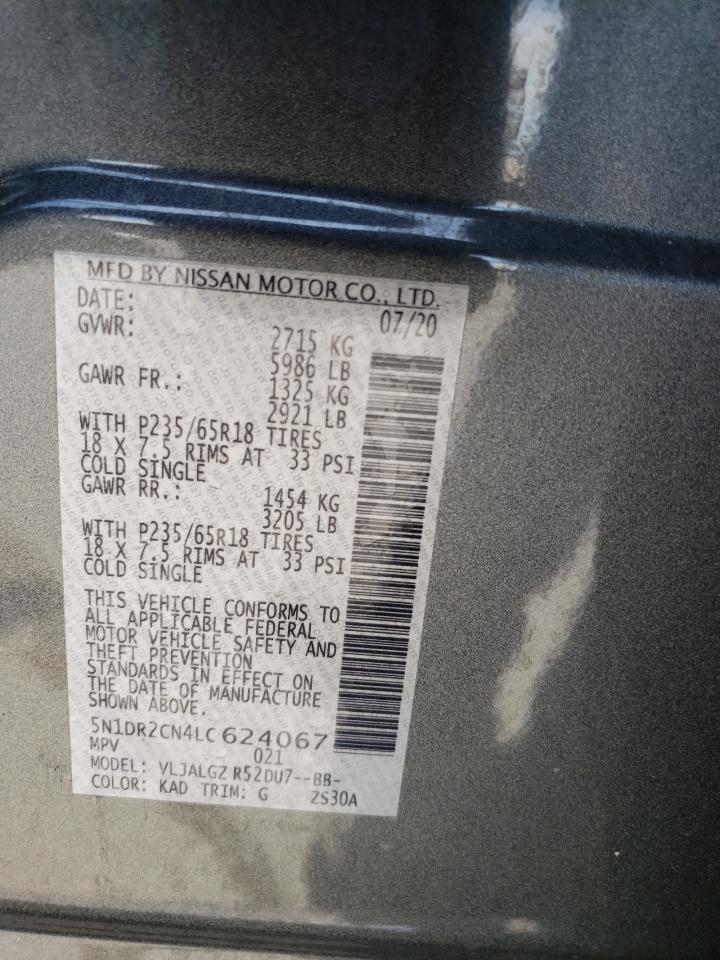 MFD BY NISSAN MOTOR CO., LTD.
DATE: 07/20
GVWR: 2715 KG
5986 LB
GAWR FR.: 1325 KG
2921 LB
WITH P235/65R18 TIRES
18 X 7.5 RIMS AT 33 PSI
COLD SINGLE
GAWR RR.: 1454 KG
3205 LB
WITH P235/65R18 TIRES
18 X 7.5 RIMS AT 33 PSI
COLD SINGLE
THIS VEHICLE CONFORMS TO
ALL APPLICABLE FEDERAL
MOTOR VEHICLE SAFETY AND
THEFT PREVENTION
STANDARDS IN EFFECT ON
THE DATE OF MANUFACTURE
SHOWN ABOVE.
5N1DR2CN4LC624067
MPV 021
MODEL: VLJALGZ R52DU7--BB-
COLOR: KAD TRIM: G ZS30A